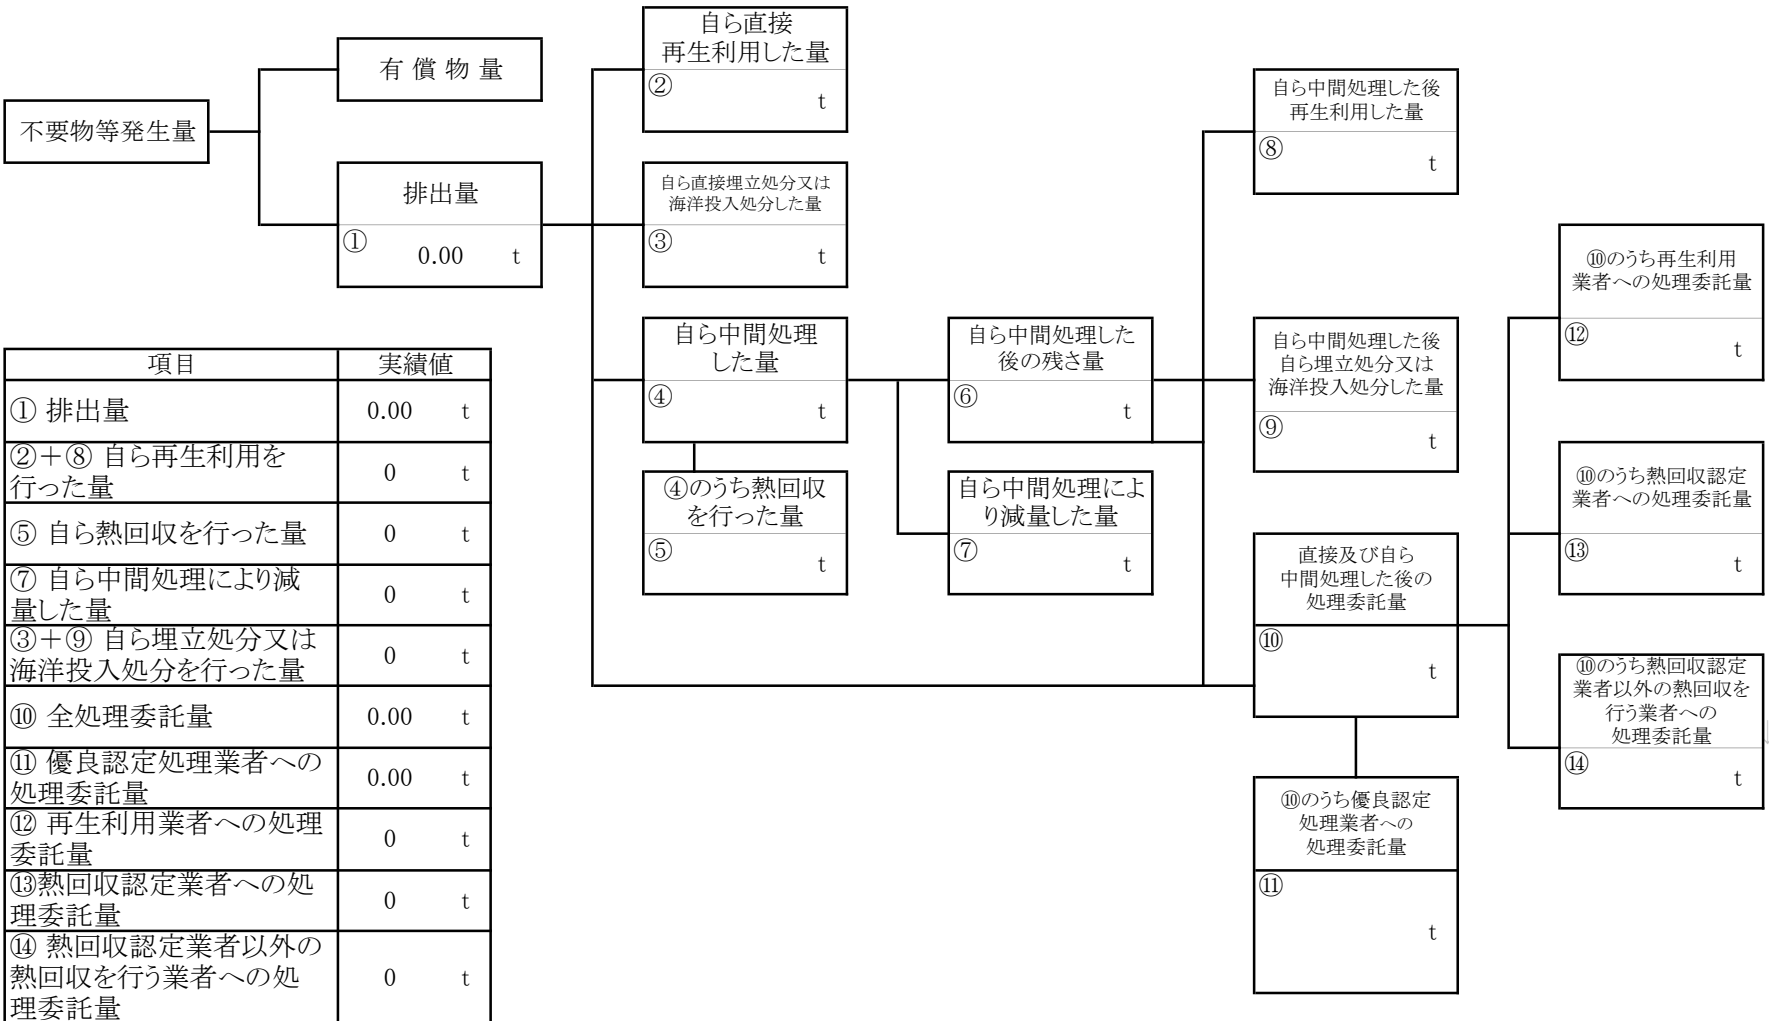 不要物等発生量
有 償 物 量
排出量
①
0.00 t
自ら直接
再生利用した量
②
t
自ら直接埋立処分又は
海洋投入処分した量
③
t
自ら中間処理
した量
④
t
④のうち熱回収
を行った量
⑤
t
自ら中間処理した
後の残さ量
⑥
t
自ら中間処理によ
り減量した量
⑦
t
自ら中間処理した後
再生利用した量
⑧
t
自ら中間処理した後
自ら埋立処分又は
海洋投入処分した量
⑨
t
直接及び自ら
中間処理した後の
処理委託量
⑩
t
⑩のうち優良認定
処理業者への
処理委託量
⑪
t
⑩のうち再生利用
業者への処理委託量
⑫
t
⑩のうち熱回収認定
業者への処理委託量
⑬
t
⑩のうち熱回収認定
業者以外の熱回収を
行う業者への
処理委託量
⑭
t
項目 実績値
① 排出量 0.00 t
②＋⑧ 自ら再生利用を
行った量 0 t
⑤ 自ら熱回収を行った量 0 t
⑦ 自ら中間処理により減
量した量 0 t
③＋⑨ 自ら埋立処分又は
海洋投入処分を行った量 0 t
⑩ 全処理委託量 0.00 t
⑪ 優良認定処理業者への
処理委託量 0.00 t
⑫ 再生利用業者への処理
委託量 0 t
⑬熱回収認定業者への処
理委託量 0 t
⑭ 熱回収認定業者以外の
熱回収を行う業者への処
理委託量 0 t